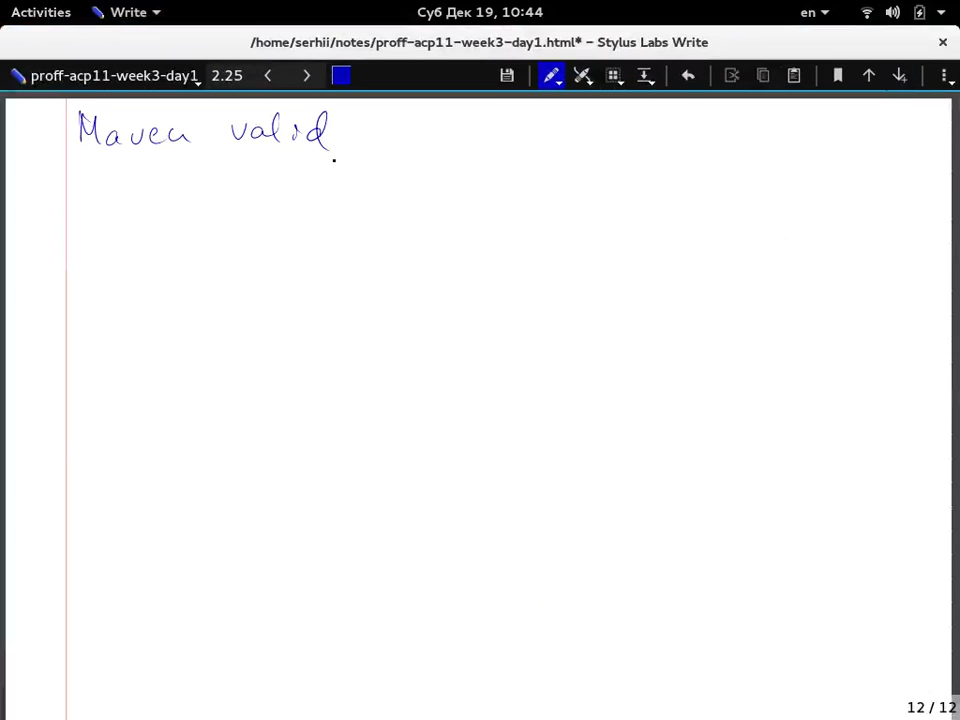 Activities Write Суб Дек 19, 10:44 en
/home/serhii/notes/proff-acp11-week3-day1.html* – Stylus Labs Write ×
proff-acp11-week3-day1 2.25
Maven valid
12 / 12